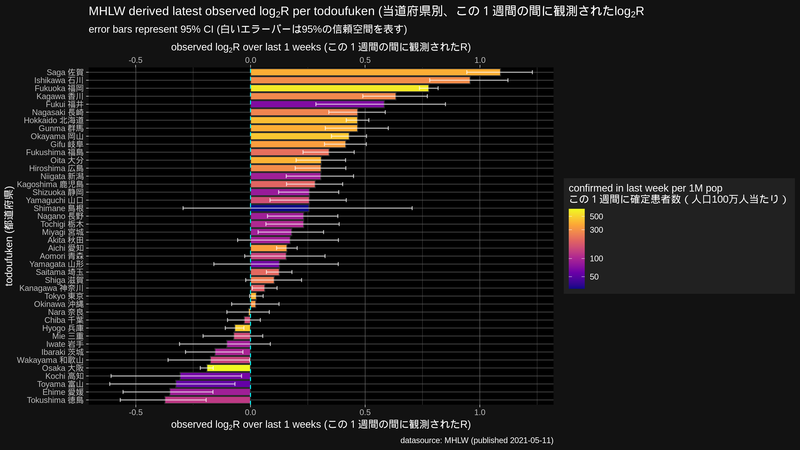 MHLW derived latest observed log₂R per todoufuken (当道府県別、この１週間の間に観測されたlog₂R
error bars represent 95% CI (白いエラーバーは95%の信頼空間を表す)
observed log₂R over last 1 weeks (この１週間の間に観測されたR)
-0.5 0.0 0.5 1.0
todoufuken (都道府県)
Saga 佐賀
Ishikawa 石川
Fukuoka 福岡
Kagawa 香川
Fukui 福井
Nagasaki 長崎
Hokkaido 北海道
Gunma 群馬
Okayama 岡山
Gifu 岐阜
Fukushima 福島
Oita 大分
Hiroshima 広島
Niigata 新潟
Kagoshima 鹿児島
Shizuoka 静岡
Yamaguchi 山口
Shimane 島根
Nagano 長野
Tochigi 栃木
Miyagi 宮城
Akita 秋田
Aichi 愛知
Aomori 青森
Yamagata 山形
Saitama 埼玉
Shiga 滋賀
Kanagawa 神奈川
Tokyo 東京
Okinawa 沖縄
Nara 奈良
Chiba 千葉
Hyogo 兵庫
Mie 三重
Iwate 岩手
Ibaraki 茨城
Wakayama 和歌山
Osaka 大阪
Kochi 高知
Toyama 富山
Ehime 愛媛
Tokushima 徳島
-0.5 0.0 0.5 1.0
observed log₂R over last 1 weeks (この１週間の間に観測されたR)
confirmed in last week per 1M pop
この１週間に確定患者数（人口100万人当たり）
500
300
100
50
datasource: MHLW (published 2021-05-11)